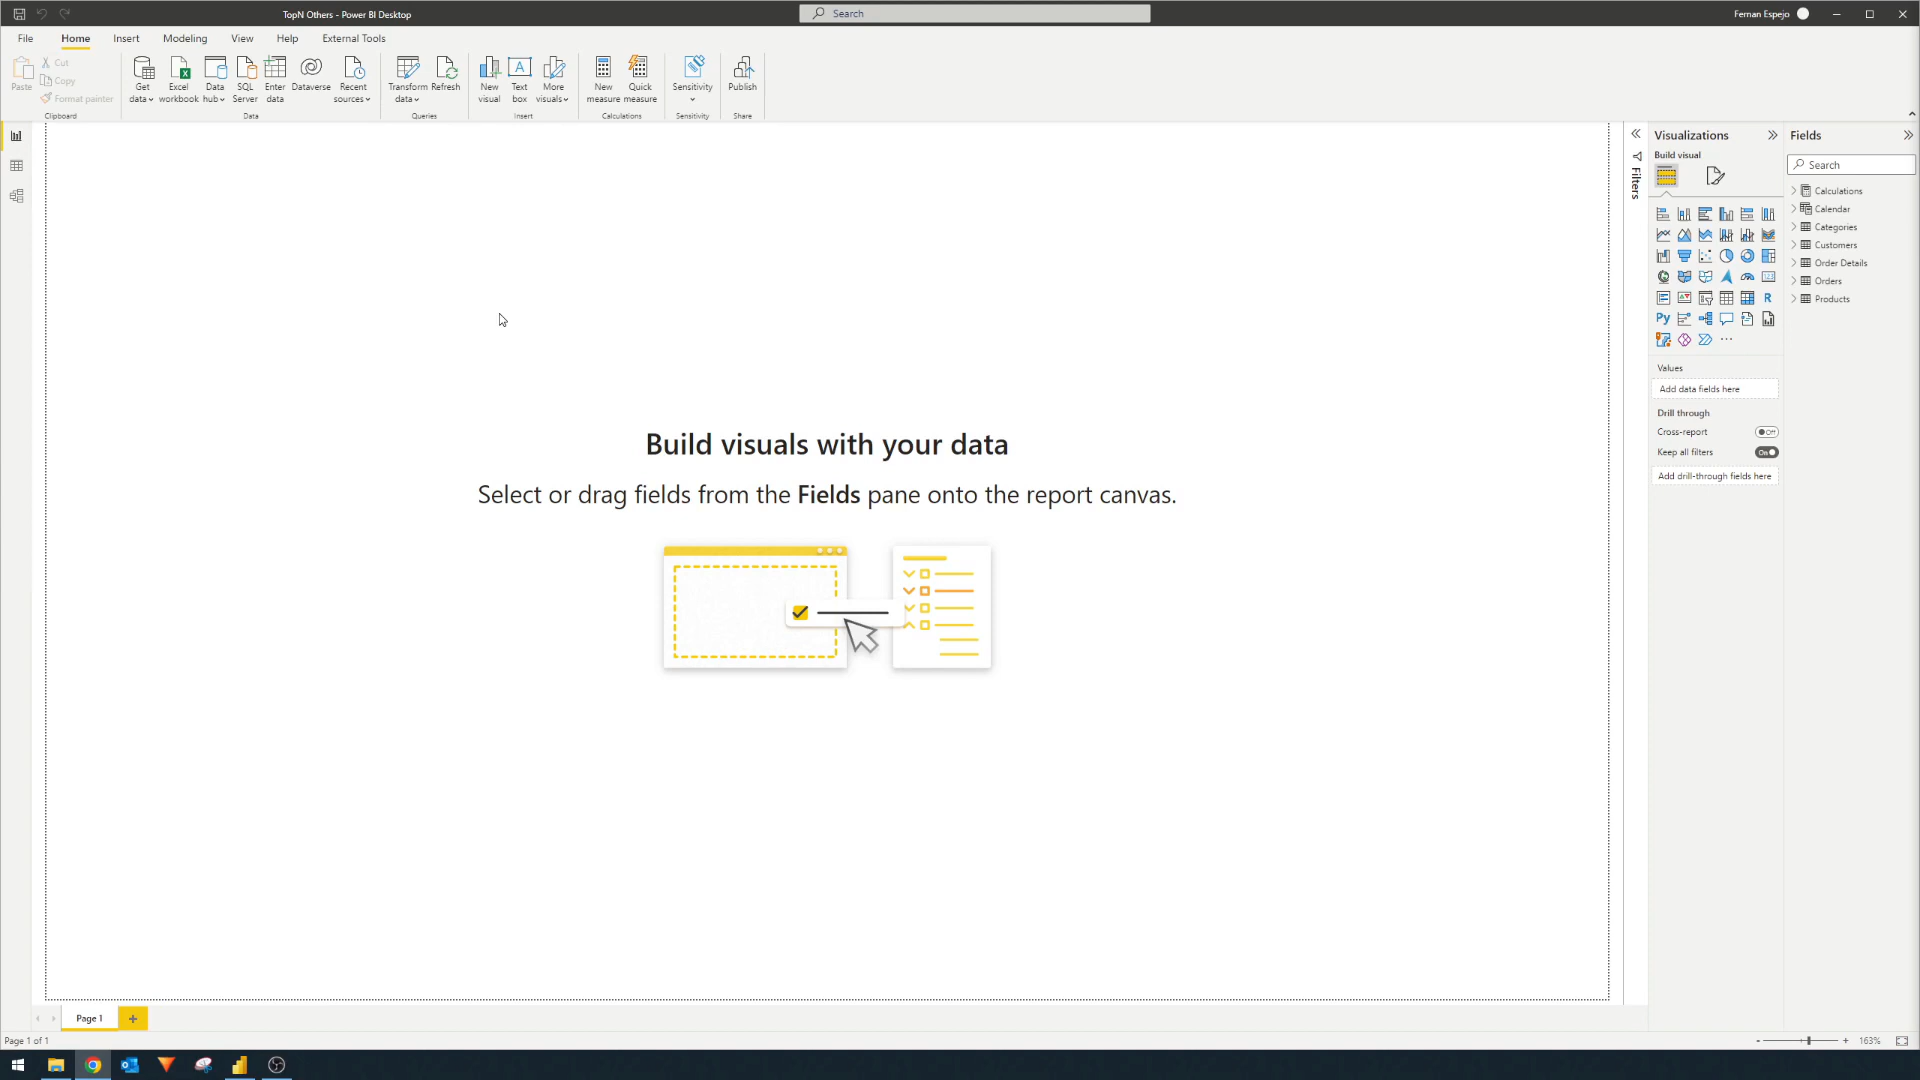 TopN Others - Power BI Desktop
Search
Fernan Espejo
File
Home
Insert
Modeling
View
Help
External Tools
Paste
Cut
Copy
Format painter
Clipboard
Get data
Excel workbook
Data hub
SQL Server
Enter data
Dataverse
Recent sources
Data
Transform data
Refresh
Queries
New visual
Text box
More visuals
Insert
New measure
Quick measure
Calculations
Sensitivity
Sensitivity
Publish
Share
Build visuals with your data
Select or drag fields from the Fields pane onto the report canvas.
Filters
Visualizations
Build visual
R
Py
123
Values
Add data fields here
Drill through
Cross-report
Off
Keep all filters
On
Add drill-through fields here
Fields
Search
Calculations
Calendar
Categories
Customers
Order Details
Orders
Products
Page 1
Page 1 of 1
163%